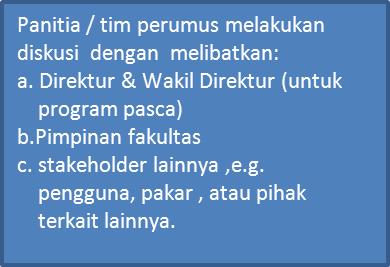 Panitia / tim perumus melakukan
diskusi dengan melibatkan:
a. Direktur & Wakil Direktur (untuk
program pasca)
b.Pimpinan fakultas
c. stakeholder lainnya ,e.g.
pengguna, pakar , atau pihak
terkait lainnya.